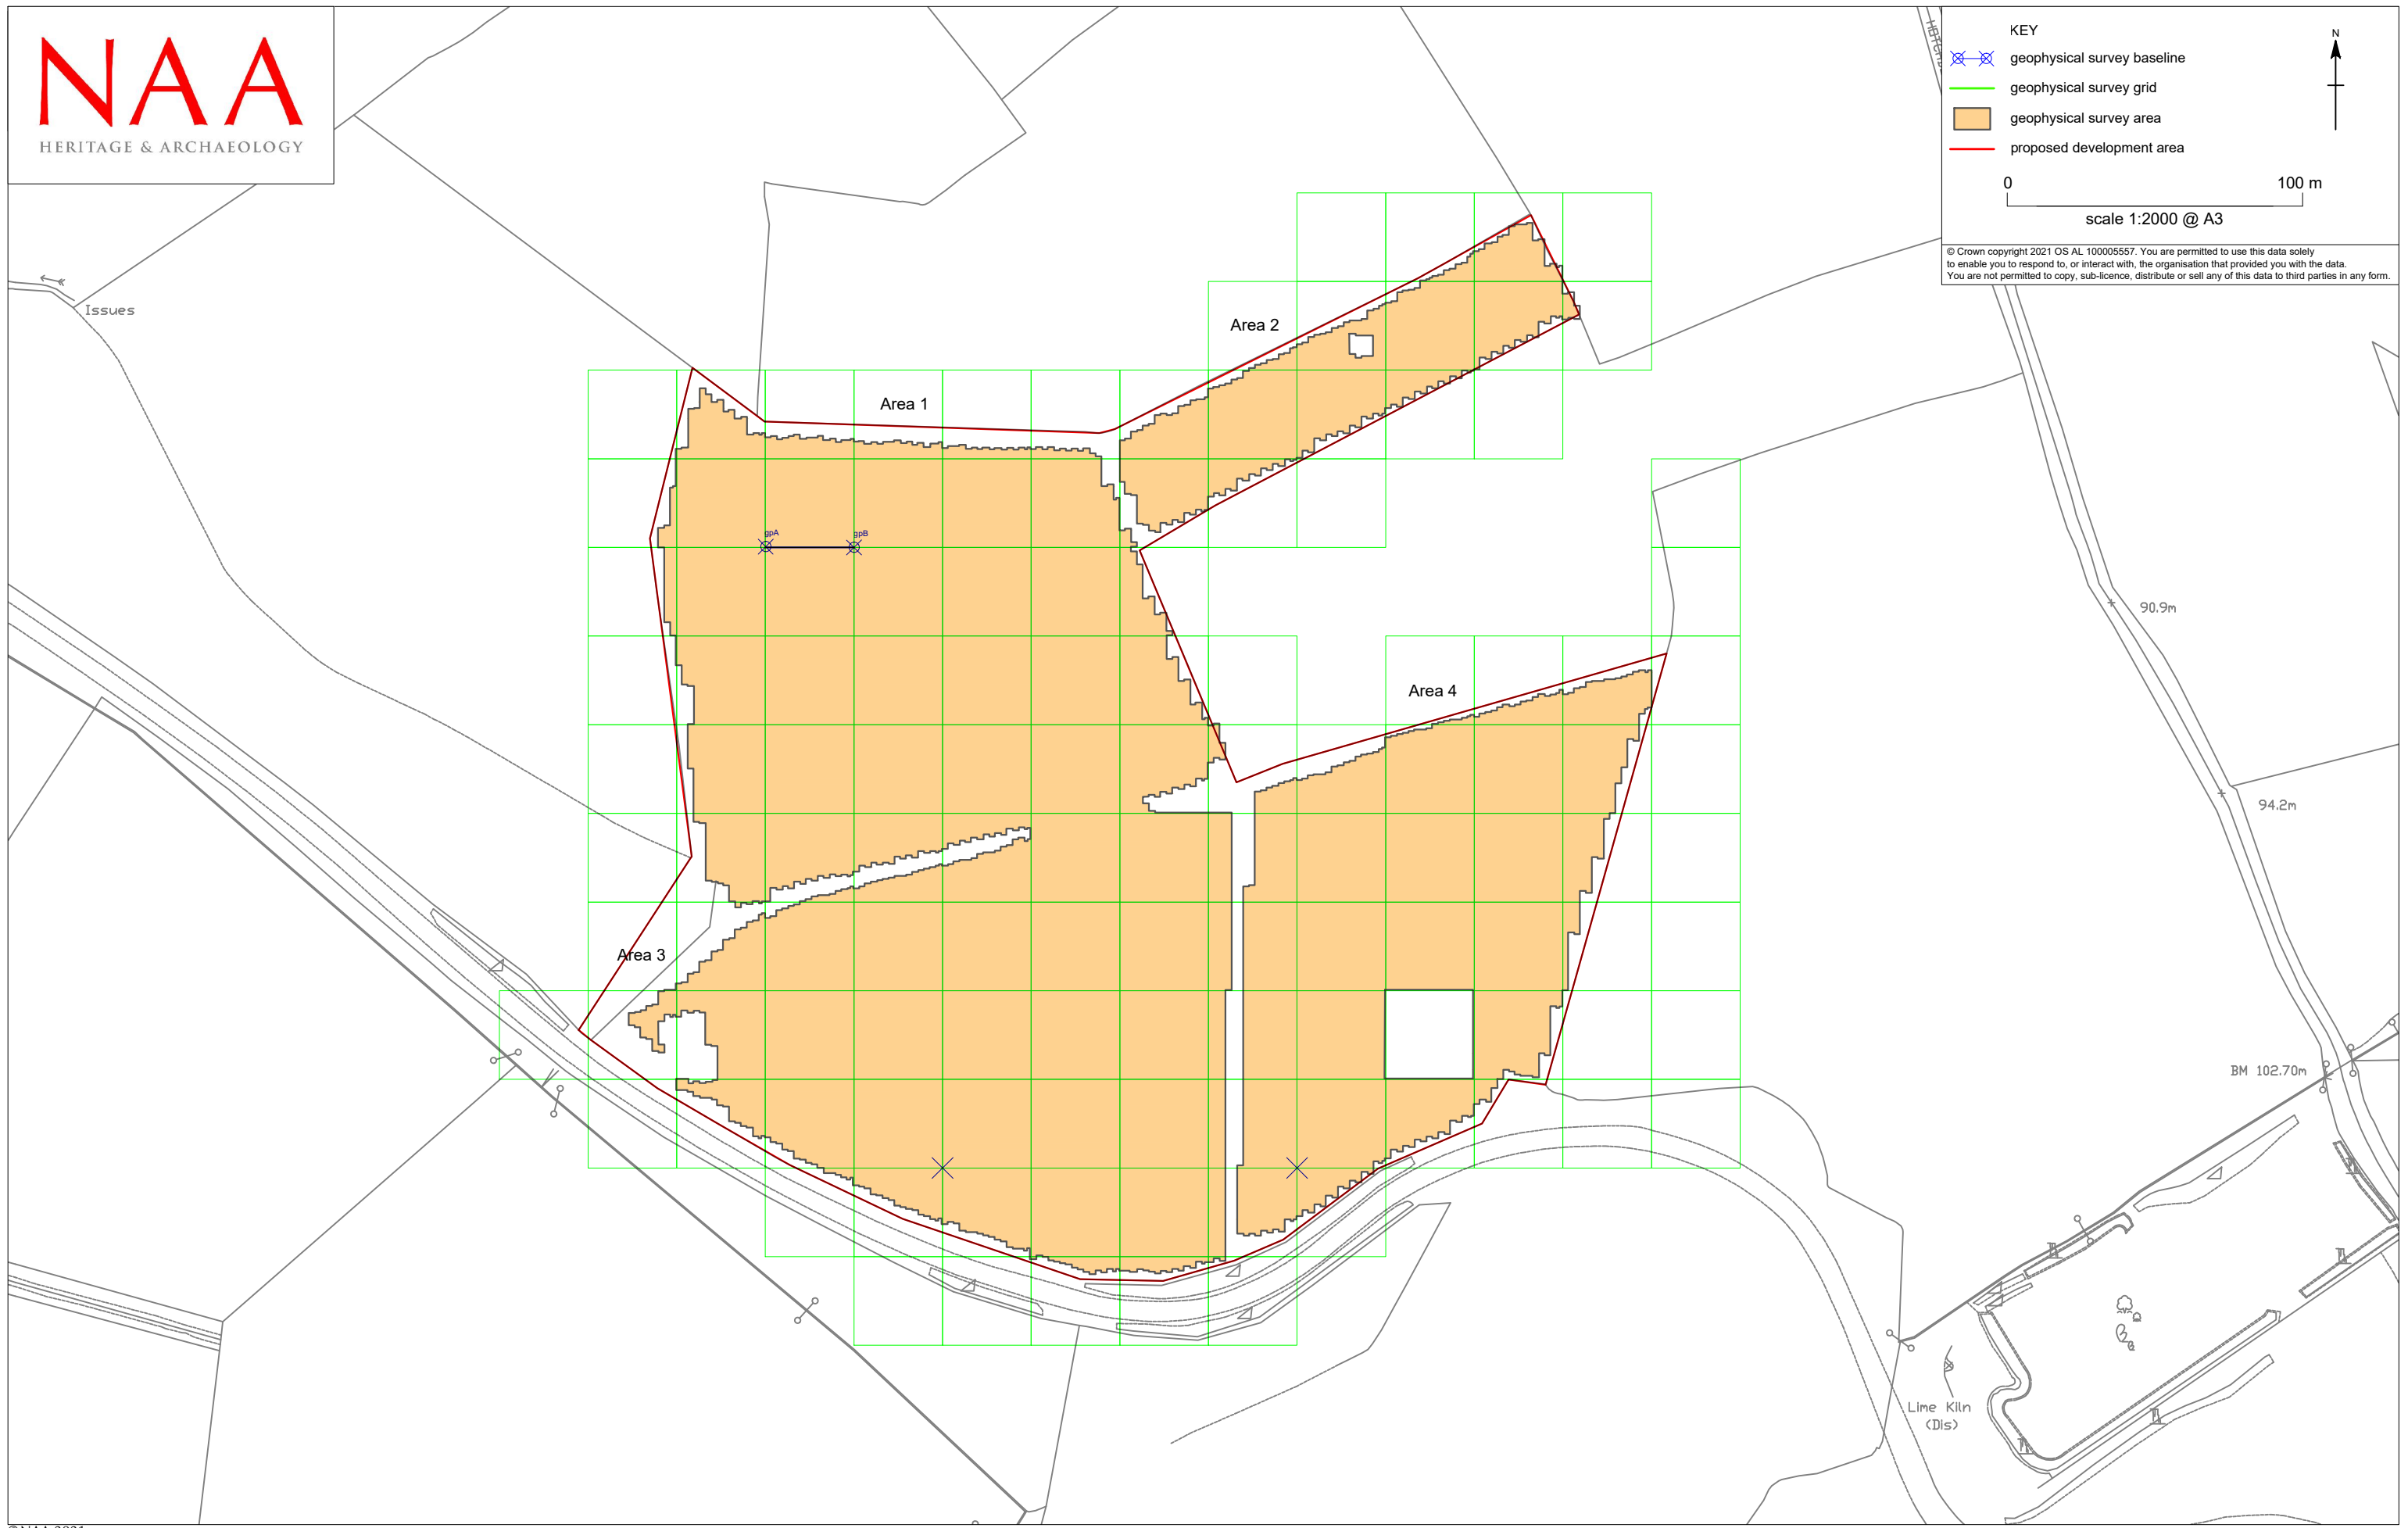 NAA
HERITAGE & ARCHAEOLOGY
KEY
geophysical survey baseline
geophysical survey grid
geophysical survey area
proposed development area
N
0 100 m
scale 1:2000 @ A3
© Crown copyright 2021 OS AL 100005557. You are permitted to use this data solely
to enable you to respond to, or interact with, the organisation that provided you with the data.
You are not permitted to copy, sub-licence, distribute or sell any of this data to third parties in any form.
Issues
Area 2
Area 1
gpA
gpB
90.9m
Area 4
94.2m
Area 3
BM 102.70m
Lime Kiln
(Dis)
©NAA 2021